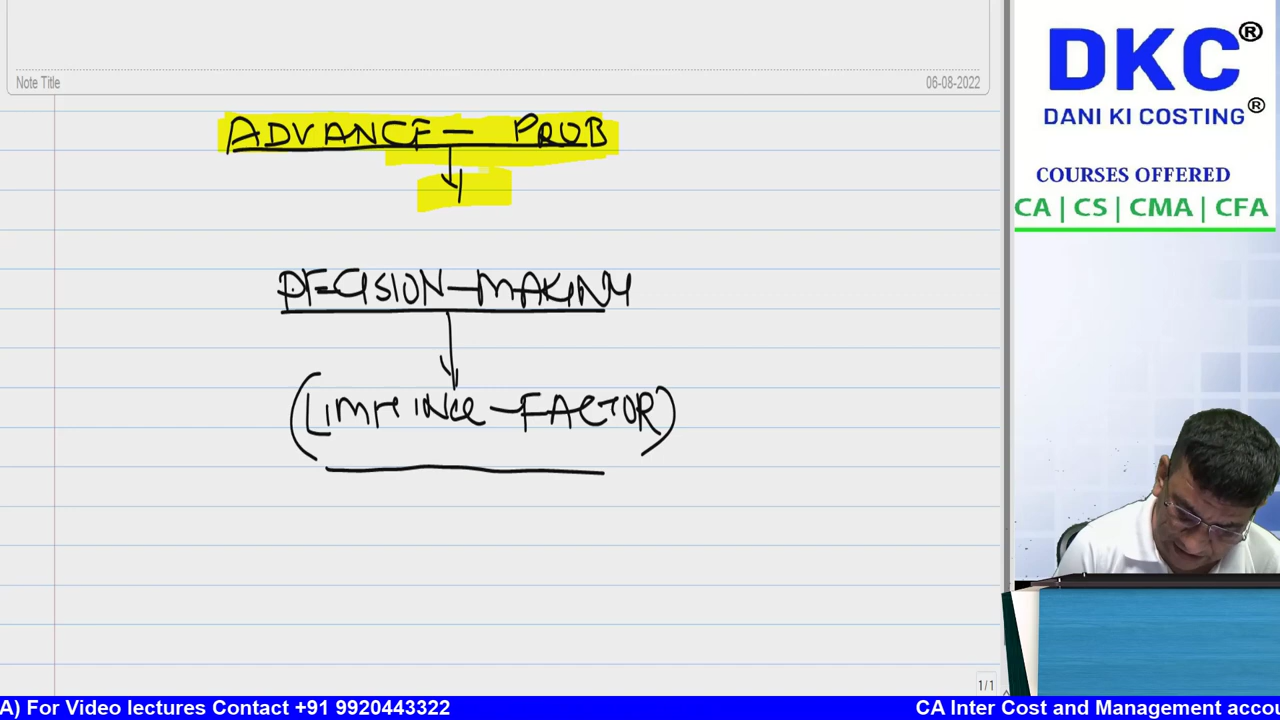 DKC®
DANI KI COSTING®
COURSES OFFERED
CA | CS | CMA | CFA
Note Title
06-08-2022
ADVANCE - PROB
DECISION-MAKING
(LIMITING-FACTOR)
1/1
A) For Video lectures Contact +91 9920443322
CA Inter Cost and Management accou